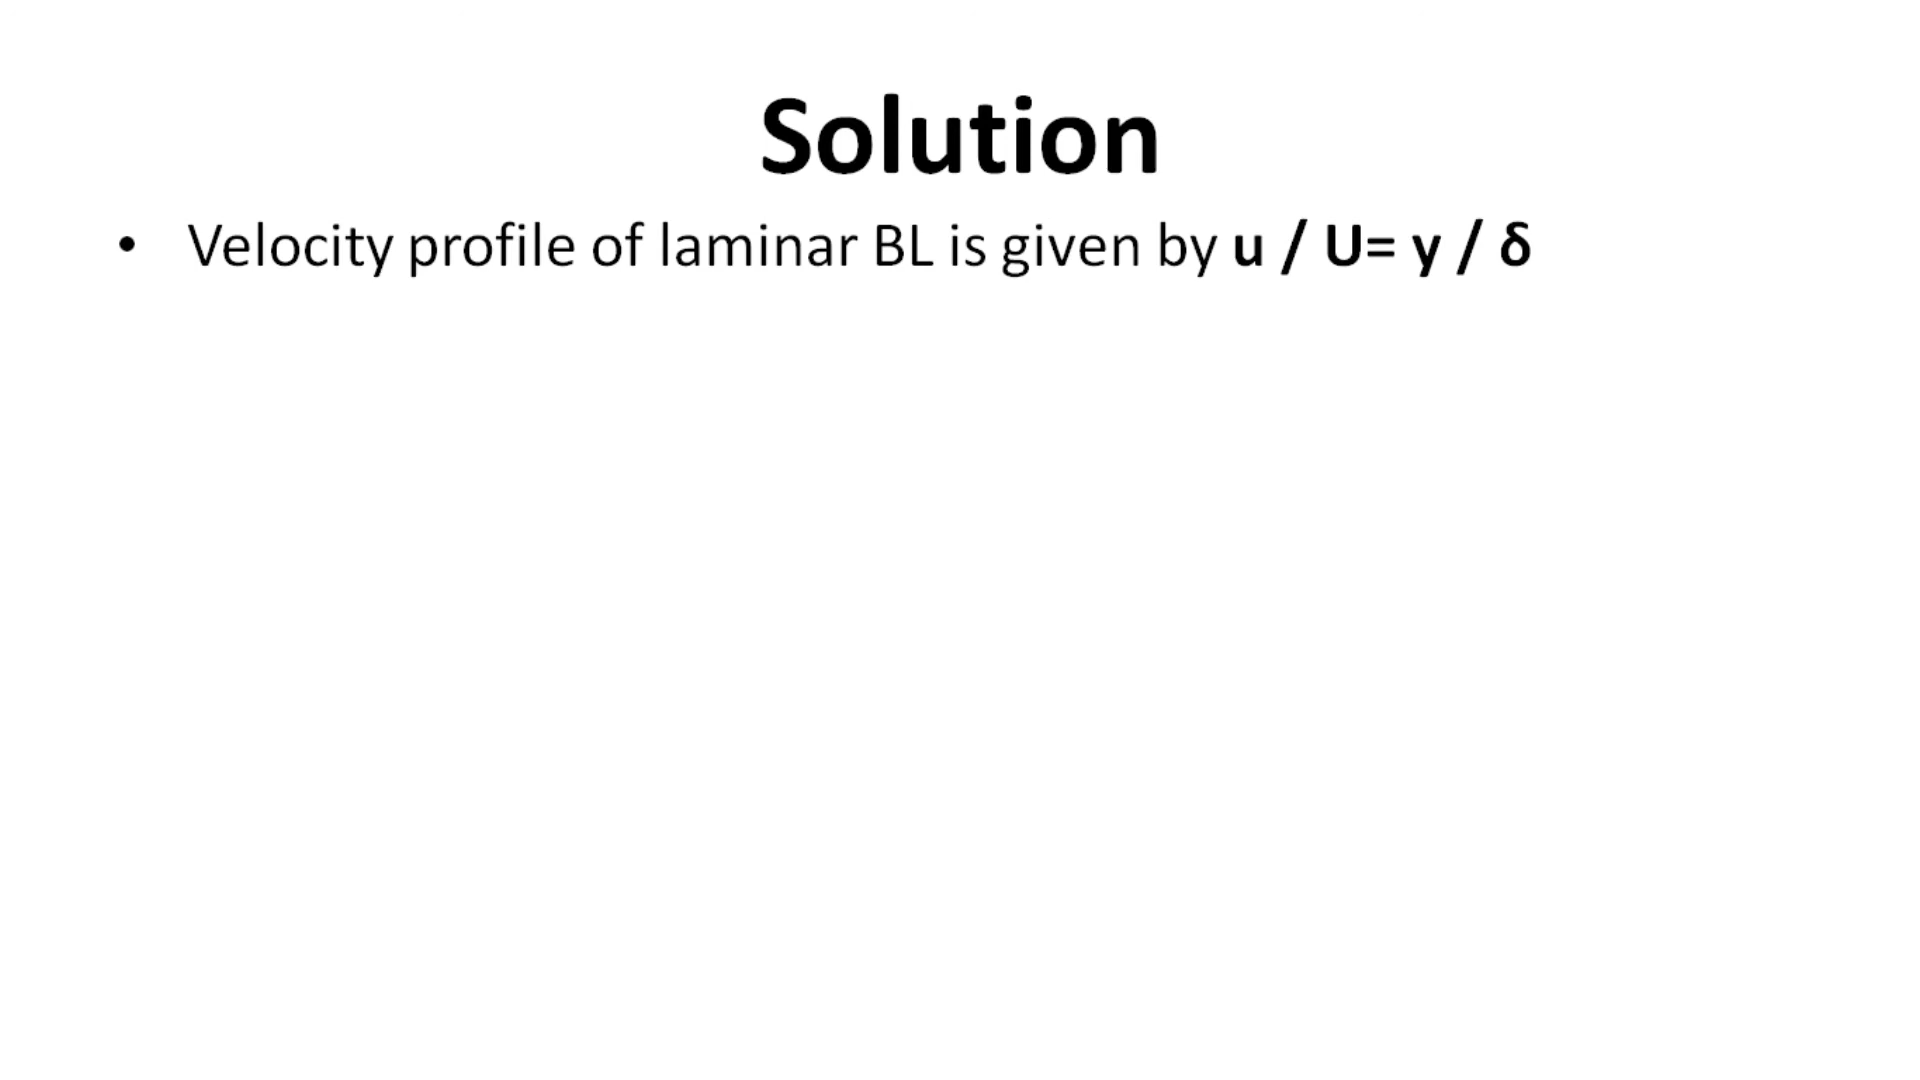 Solution
• Velocity profile of laminar BL is given by u / U= y / δ